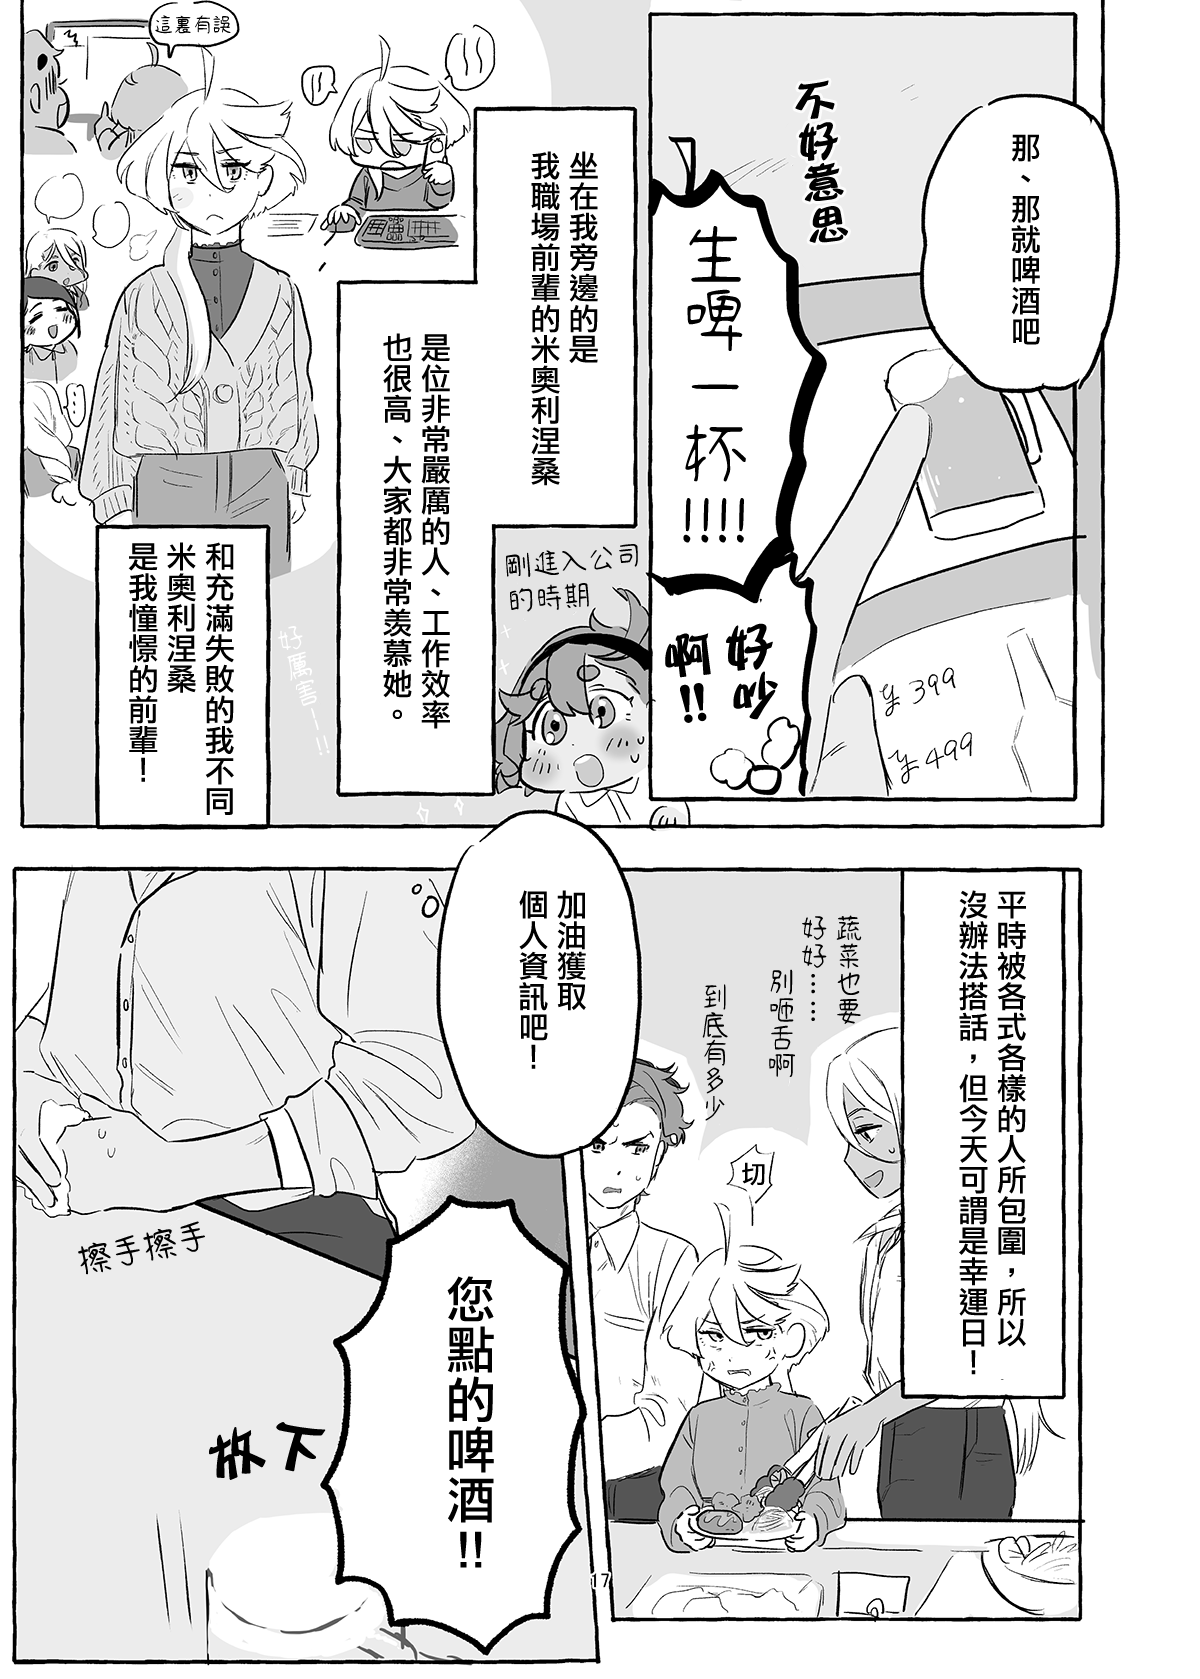 那、那就啤酒吧
不好意思
生啤一杯!!!!
好吵
啊!!
¥399
¥499
坐在我旁邊的是
我職場前輩的米奧利涅桑
是位非常嚴厲的人、工作效率
也很高、大家都非常羨慕她。
剛進入公司
的時期
好厲害ー!!
這裏有誤
和充滿失敗的我不同
米奧利涅桑
是我憧憬的前輩！
平時被各式各樣的人所包圍，所以
沒辦法搭話，但今天可謂是幸運日！
蔬菜也要
好好……
別咂舌啊
到底有多少
切
加油獲取
個人資訊吧！
擦手擦手
您點的啤酒!!
放下
17